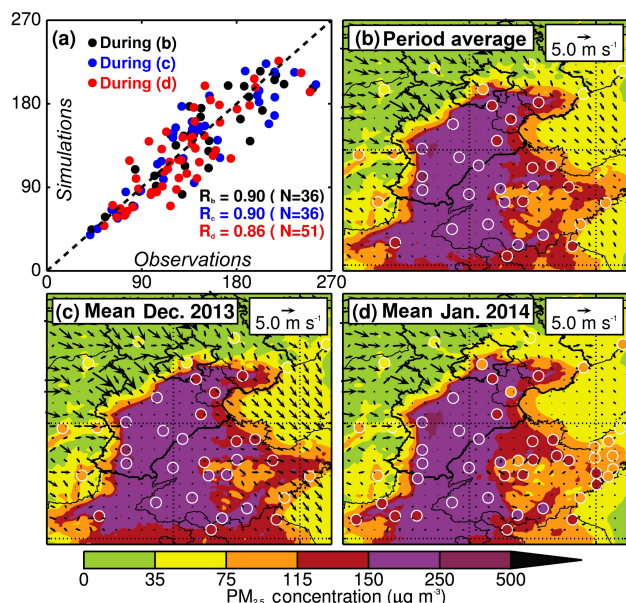 270
(a)
During (b)
During (c)
During (d)
180
Simulations
90
R_b = 0.90 ( N=36)
R_c = 0.90 ( N=36)
R_d = 0.86 ( N=51)
Observations
0
0 90 180 270
(b) Period average
5.0 m s⁻¹
(c) Mean Dec. 2013
5.0 m s⁻¹
(d) Mean Jan. 2014
5.0 m s⁻¹
0 35 75 115 150 250 500
PM₂.₅ concentration (µg m⁻³)